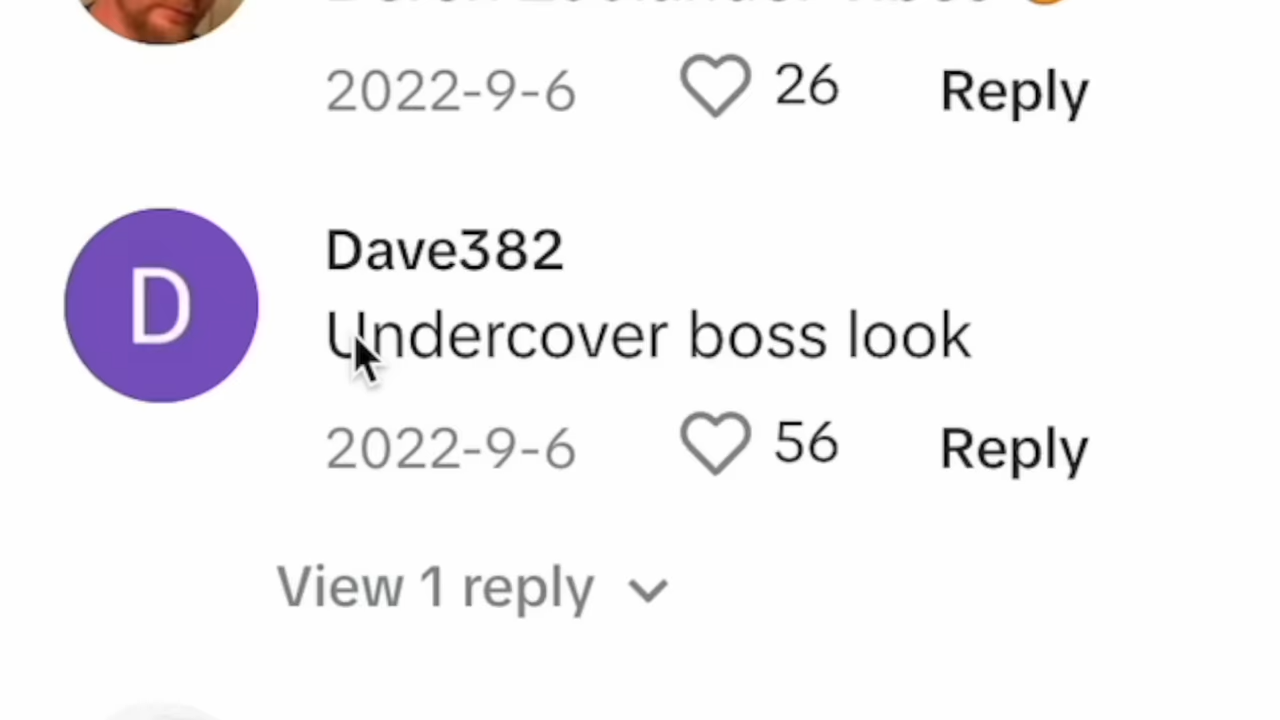 2022-9-6 26 Reply
D
Dave382
Undercover boss look
2022-9-6 56 Reply
View 1 reply